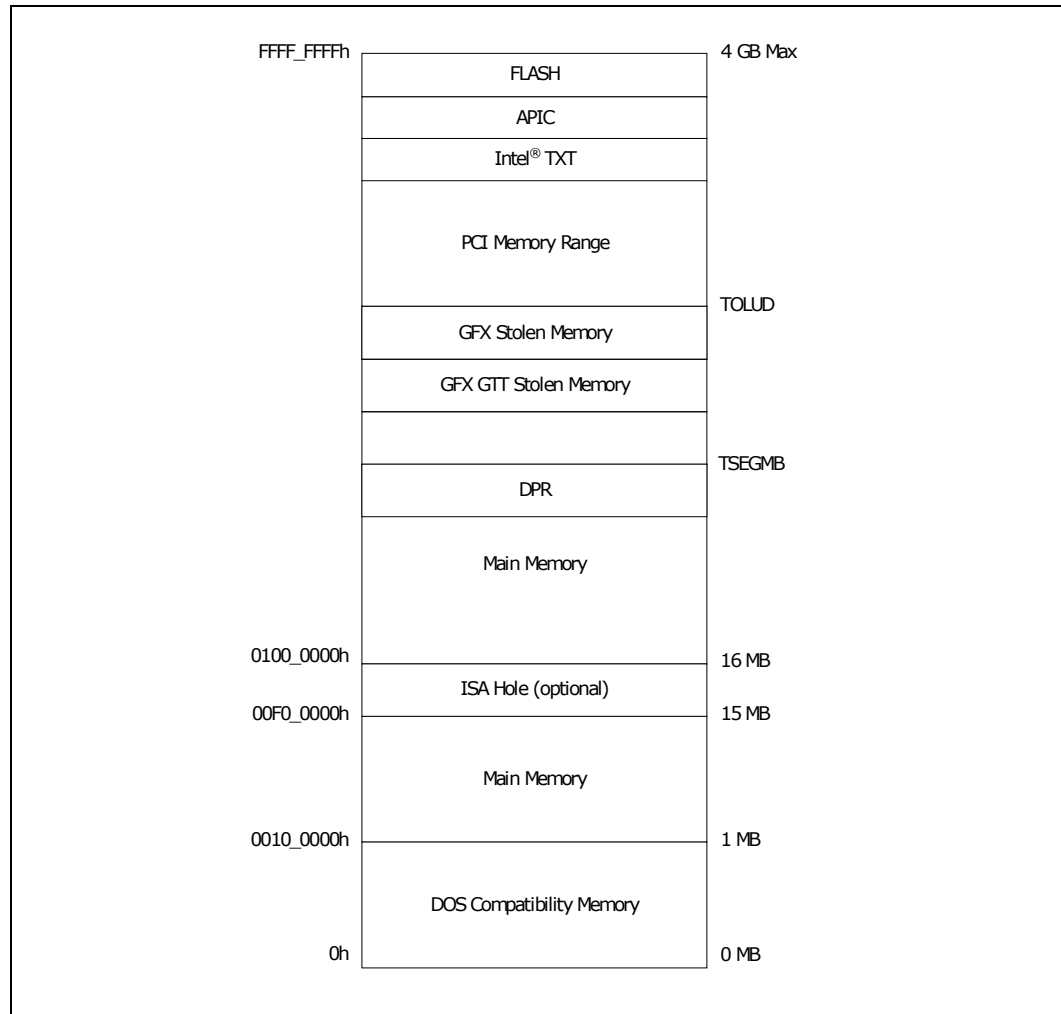 FFFF_FFFFh
4 GB Max
FLASH
APIC
Intel® TXT
PCI Memory Range
TOLUD
GFX Stolen Memory
GFX GTT Stolen Memory
TSEGMB
DPR
Main Memory
0100_0000h
16 MB
ISA Hole (optional)
00F0_0000h
15 MB
Main Memory
0010_0000h
1 MB
DOS Compatibility Memory
0h
0 MB